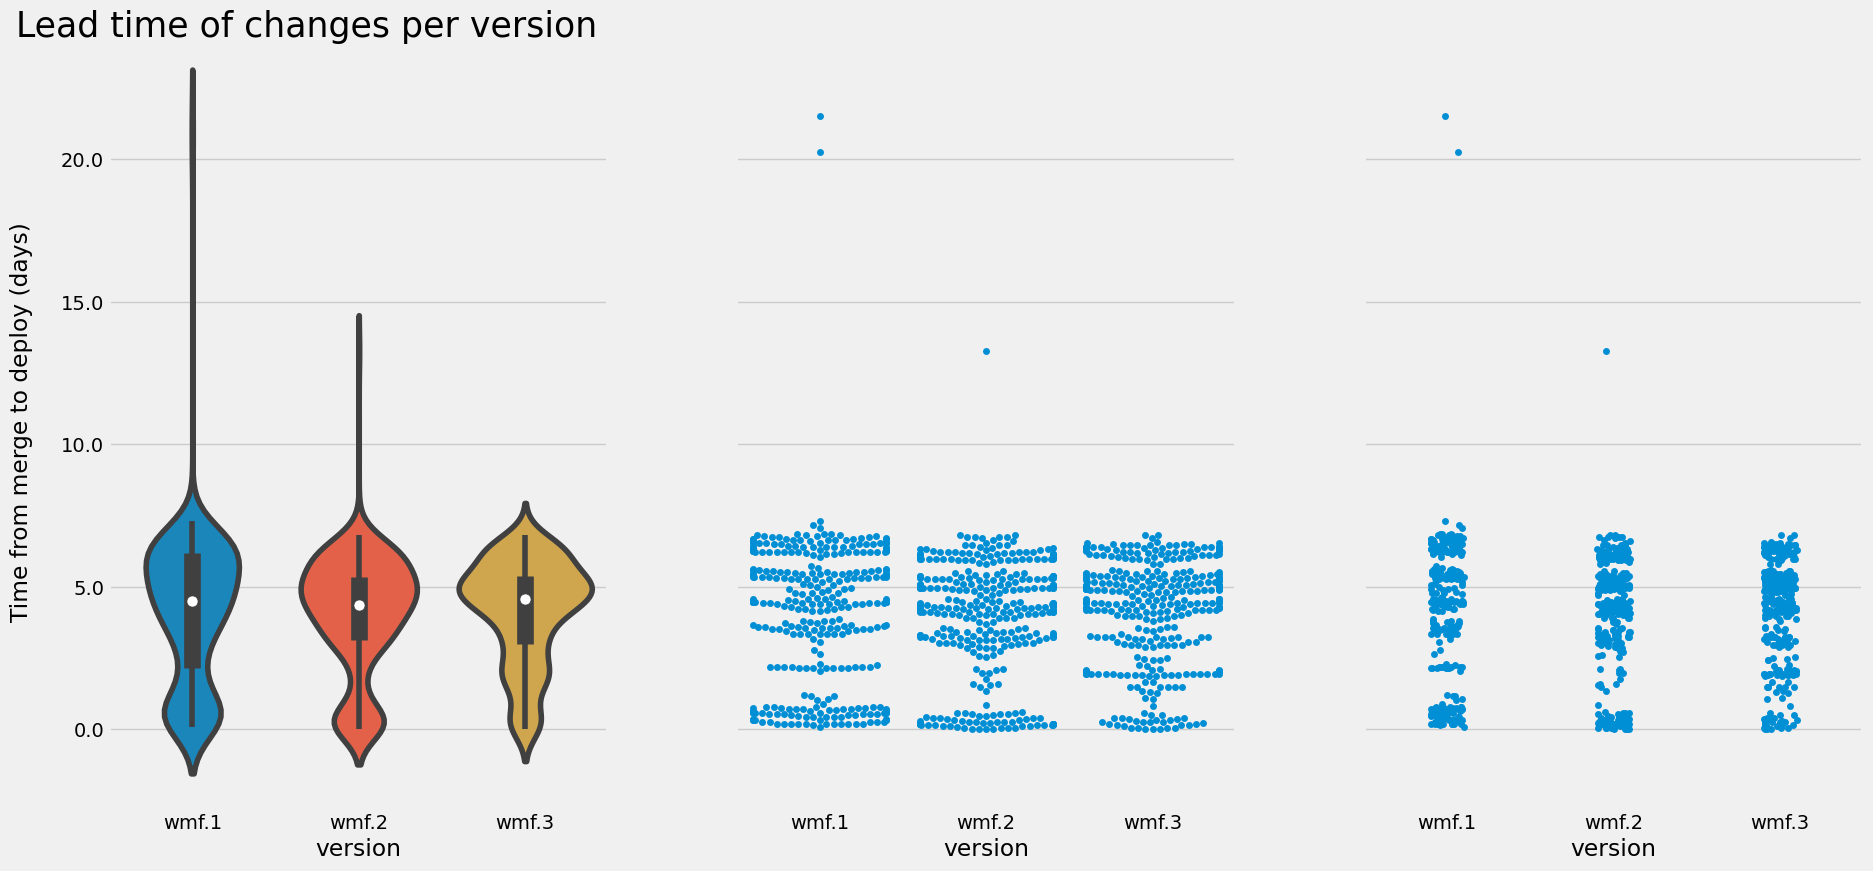 Lead time of changes per version
Time from merge to deploy (days)
20.0
15.0
10.0
5.0
0.0
wmf.1 wmf.2 wmf.3
version
wmf.1 wmf.2 wmf.3
version
wmf.1 wmf.2 wmf.3
version